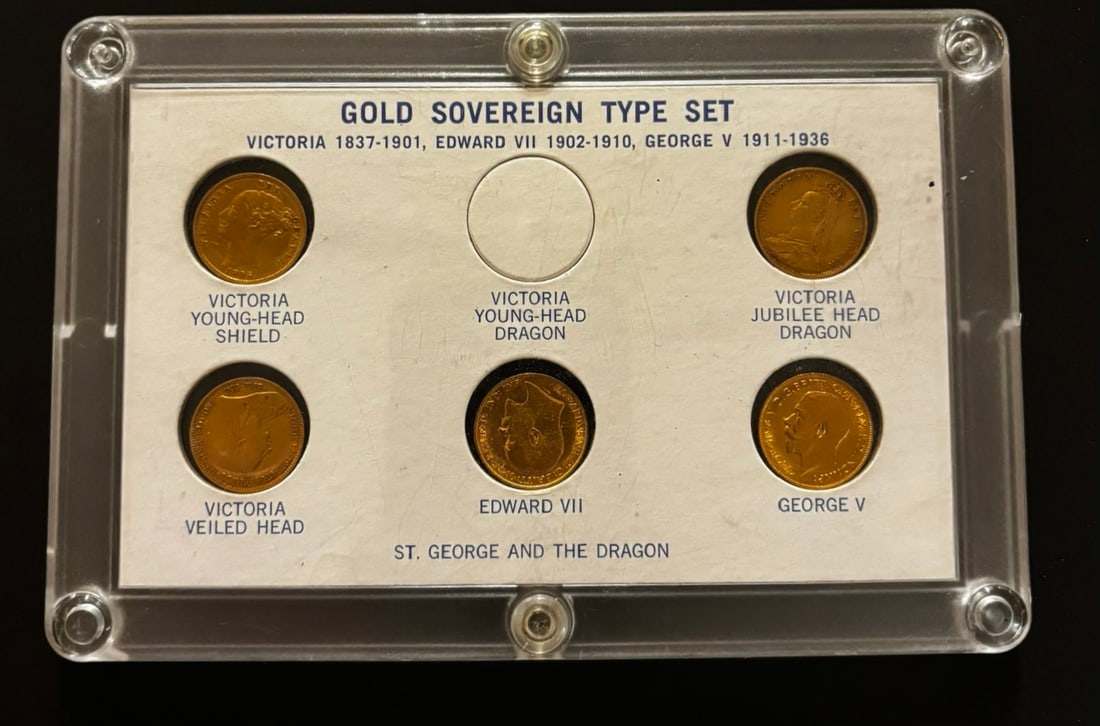 GOLD SOVEREIGN TYPE SET
VICTORIA 1837-1901, EDWARD VII 1902-1910, GEORGE V 1911-1936
VICTORIA
YOUNG-HEAD
SHIELD
VICTORIA
YOUNG-HEAD
DRAGON
VICTORIA
JUBILEE HEAD
DRAGON
VICTORIA
VEILED HEAD
EDWARD VII
GEORGE V
ST. GEORGE AND THE DRAGON